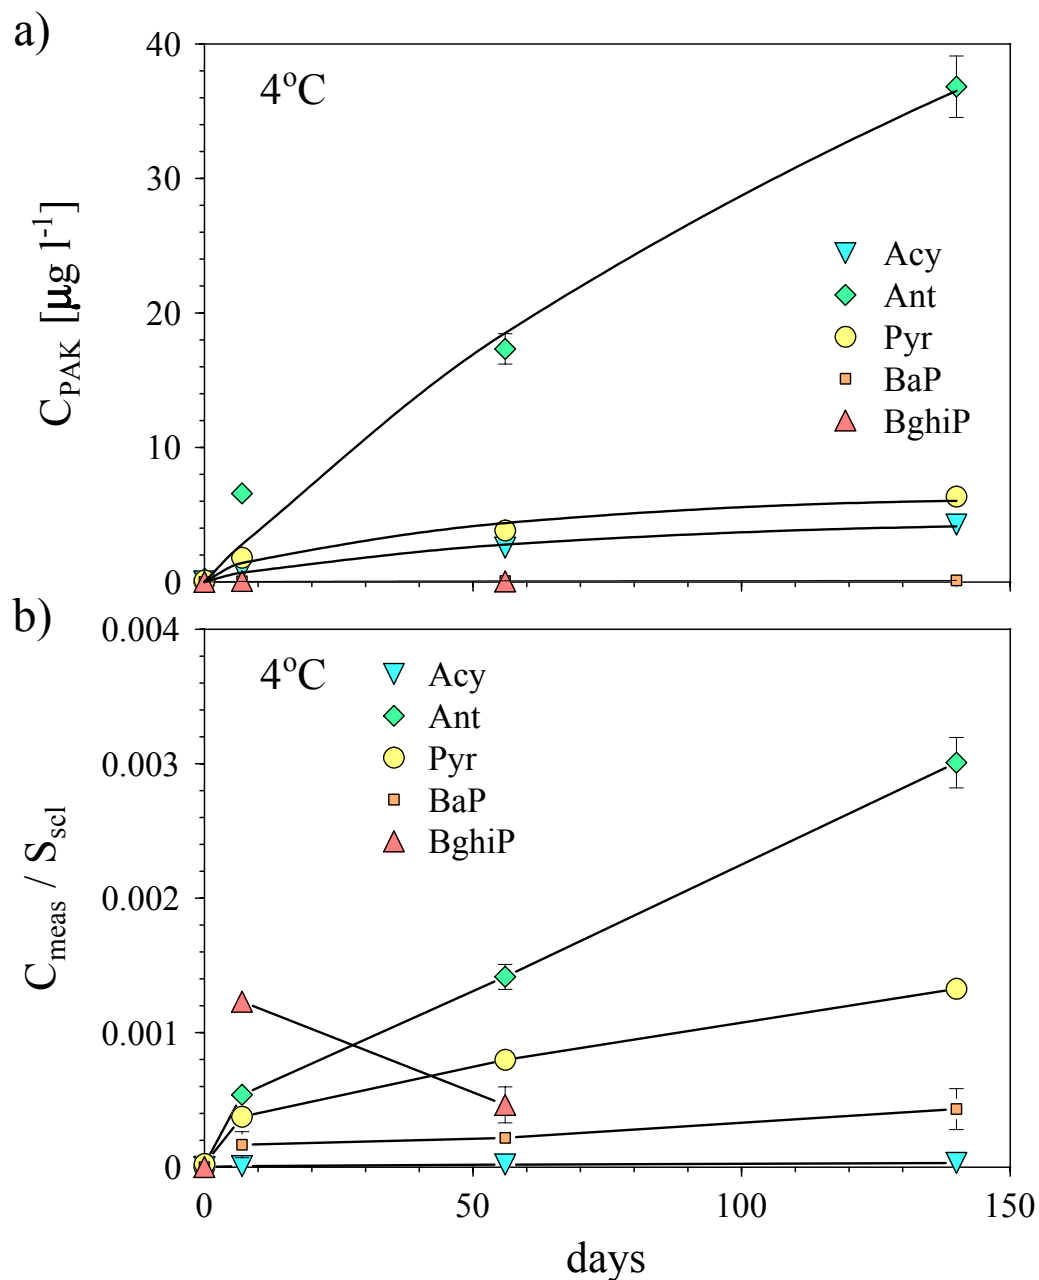 a)
40
30
20
10
0
C_PAK [μg l⁻¹]
4°C
Acy
Ant
Pyr
BaP
BghiP
b)
0.004
0.003
0.002
0.001
0
C_meas / S_scl
4°C
Acy
Ant
Pyr
BaP
BghiP
0 50 100 150
days